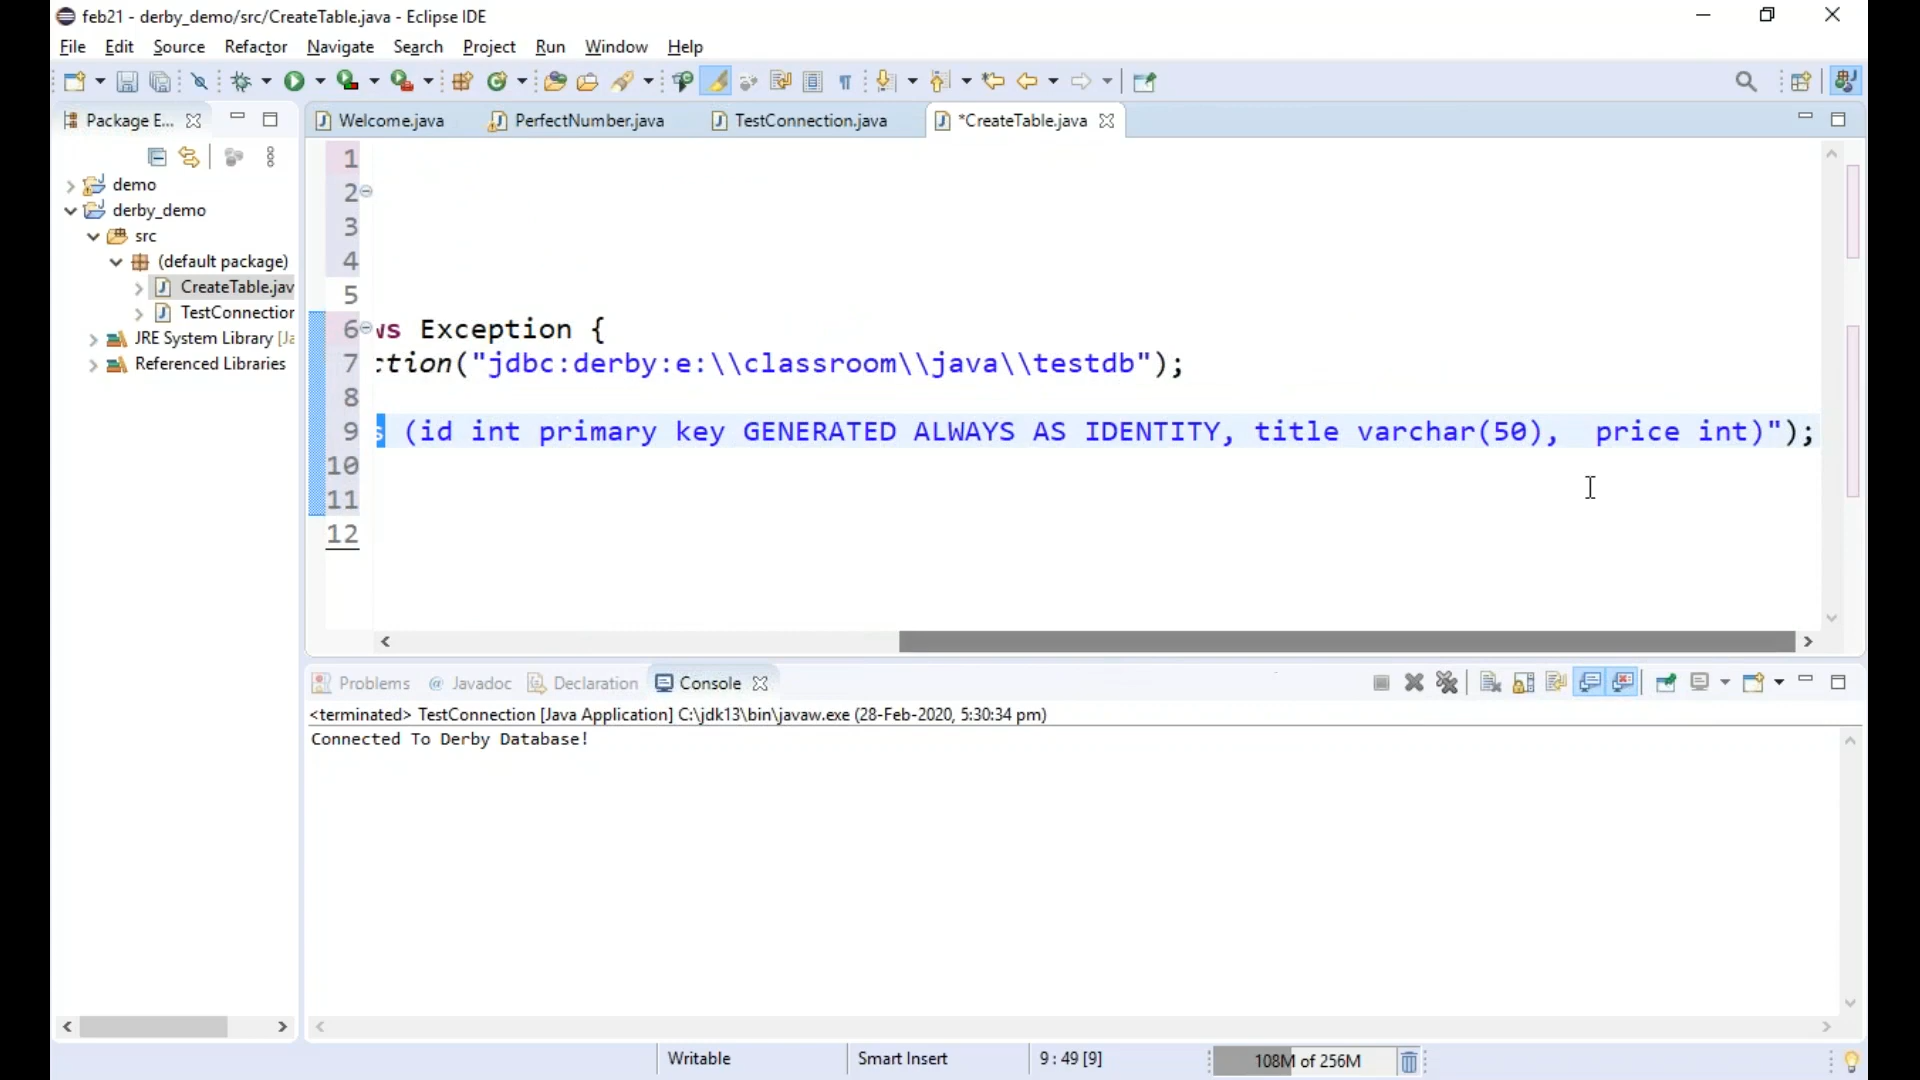 feb21 - derby_demo/src/CreateTable.java - Eclipse IDE
File Edit Source Refactor Navigate Search Project Run Window Help
Package E...
Welcome.java PerfectNumber.java TestConnection.java *CreateTable.java
demo
derby_demo
src
(default package)
CreateTable.jav
TestConnection
JRE System Library [Ja
Referenced Libraries
1
2
3
4
5
6 ws Exception {
7 ction("jdbc:derby:e:\\classroom\\java\\testdb");
8
9 s (id int primary key GENERATED ALWAYS AS IDENTITY, title varchar(50),  price int)");
10
11
12
Problems Javadoc Declaration Console
<terminated> TestConnection [Java Application] C:\jdk13\bin\javaw.exe (28-Feb-2020, 5:30:34 pm)
Connected To Derby Database!
Writable Smart Insert 9 : 49 [9] 108M of 256M